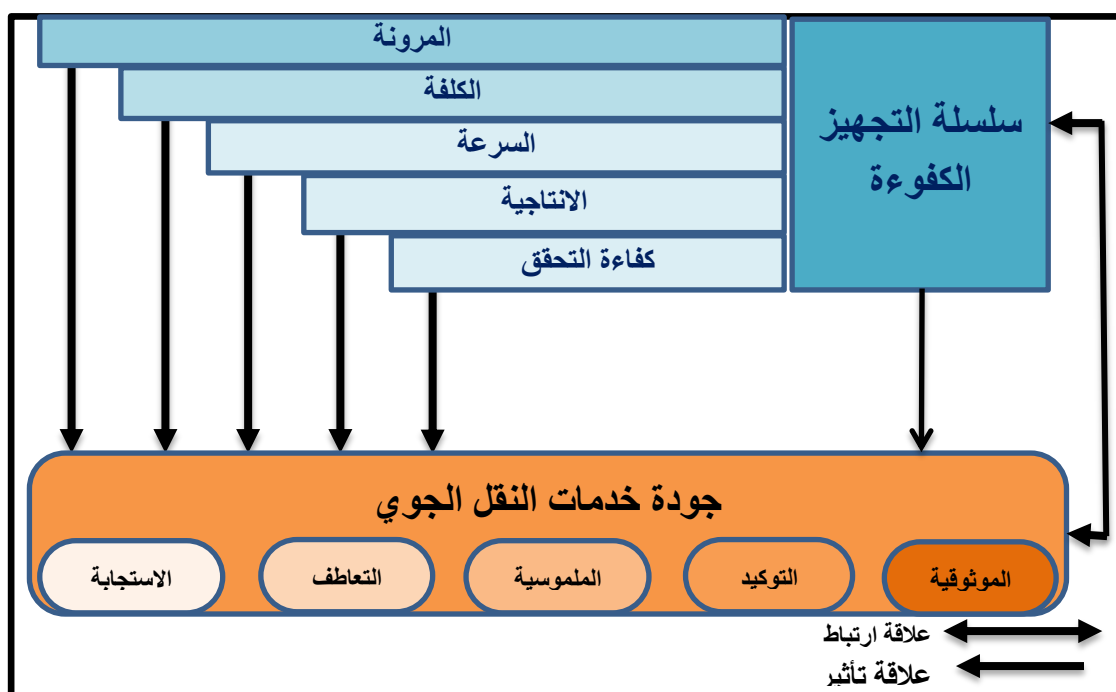 المرونة
الكلفة
السرعة
الانتاجية
كفاءة التحقق
سلسلة التجهيز
الكفوءة
جودة خدمات النقل الجوي
الموثوقية
التوكيد
الملموسية
التعاطف
الاستجابة
علاقة ارتباط
علاقة تأثير